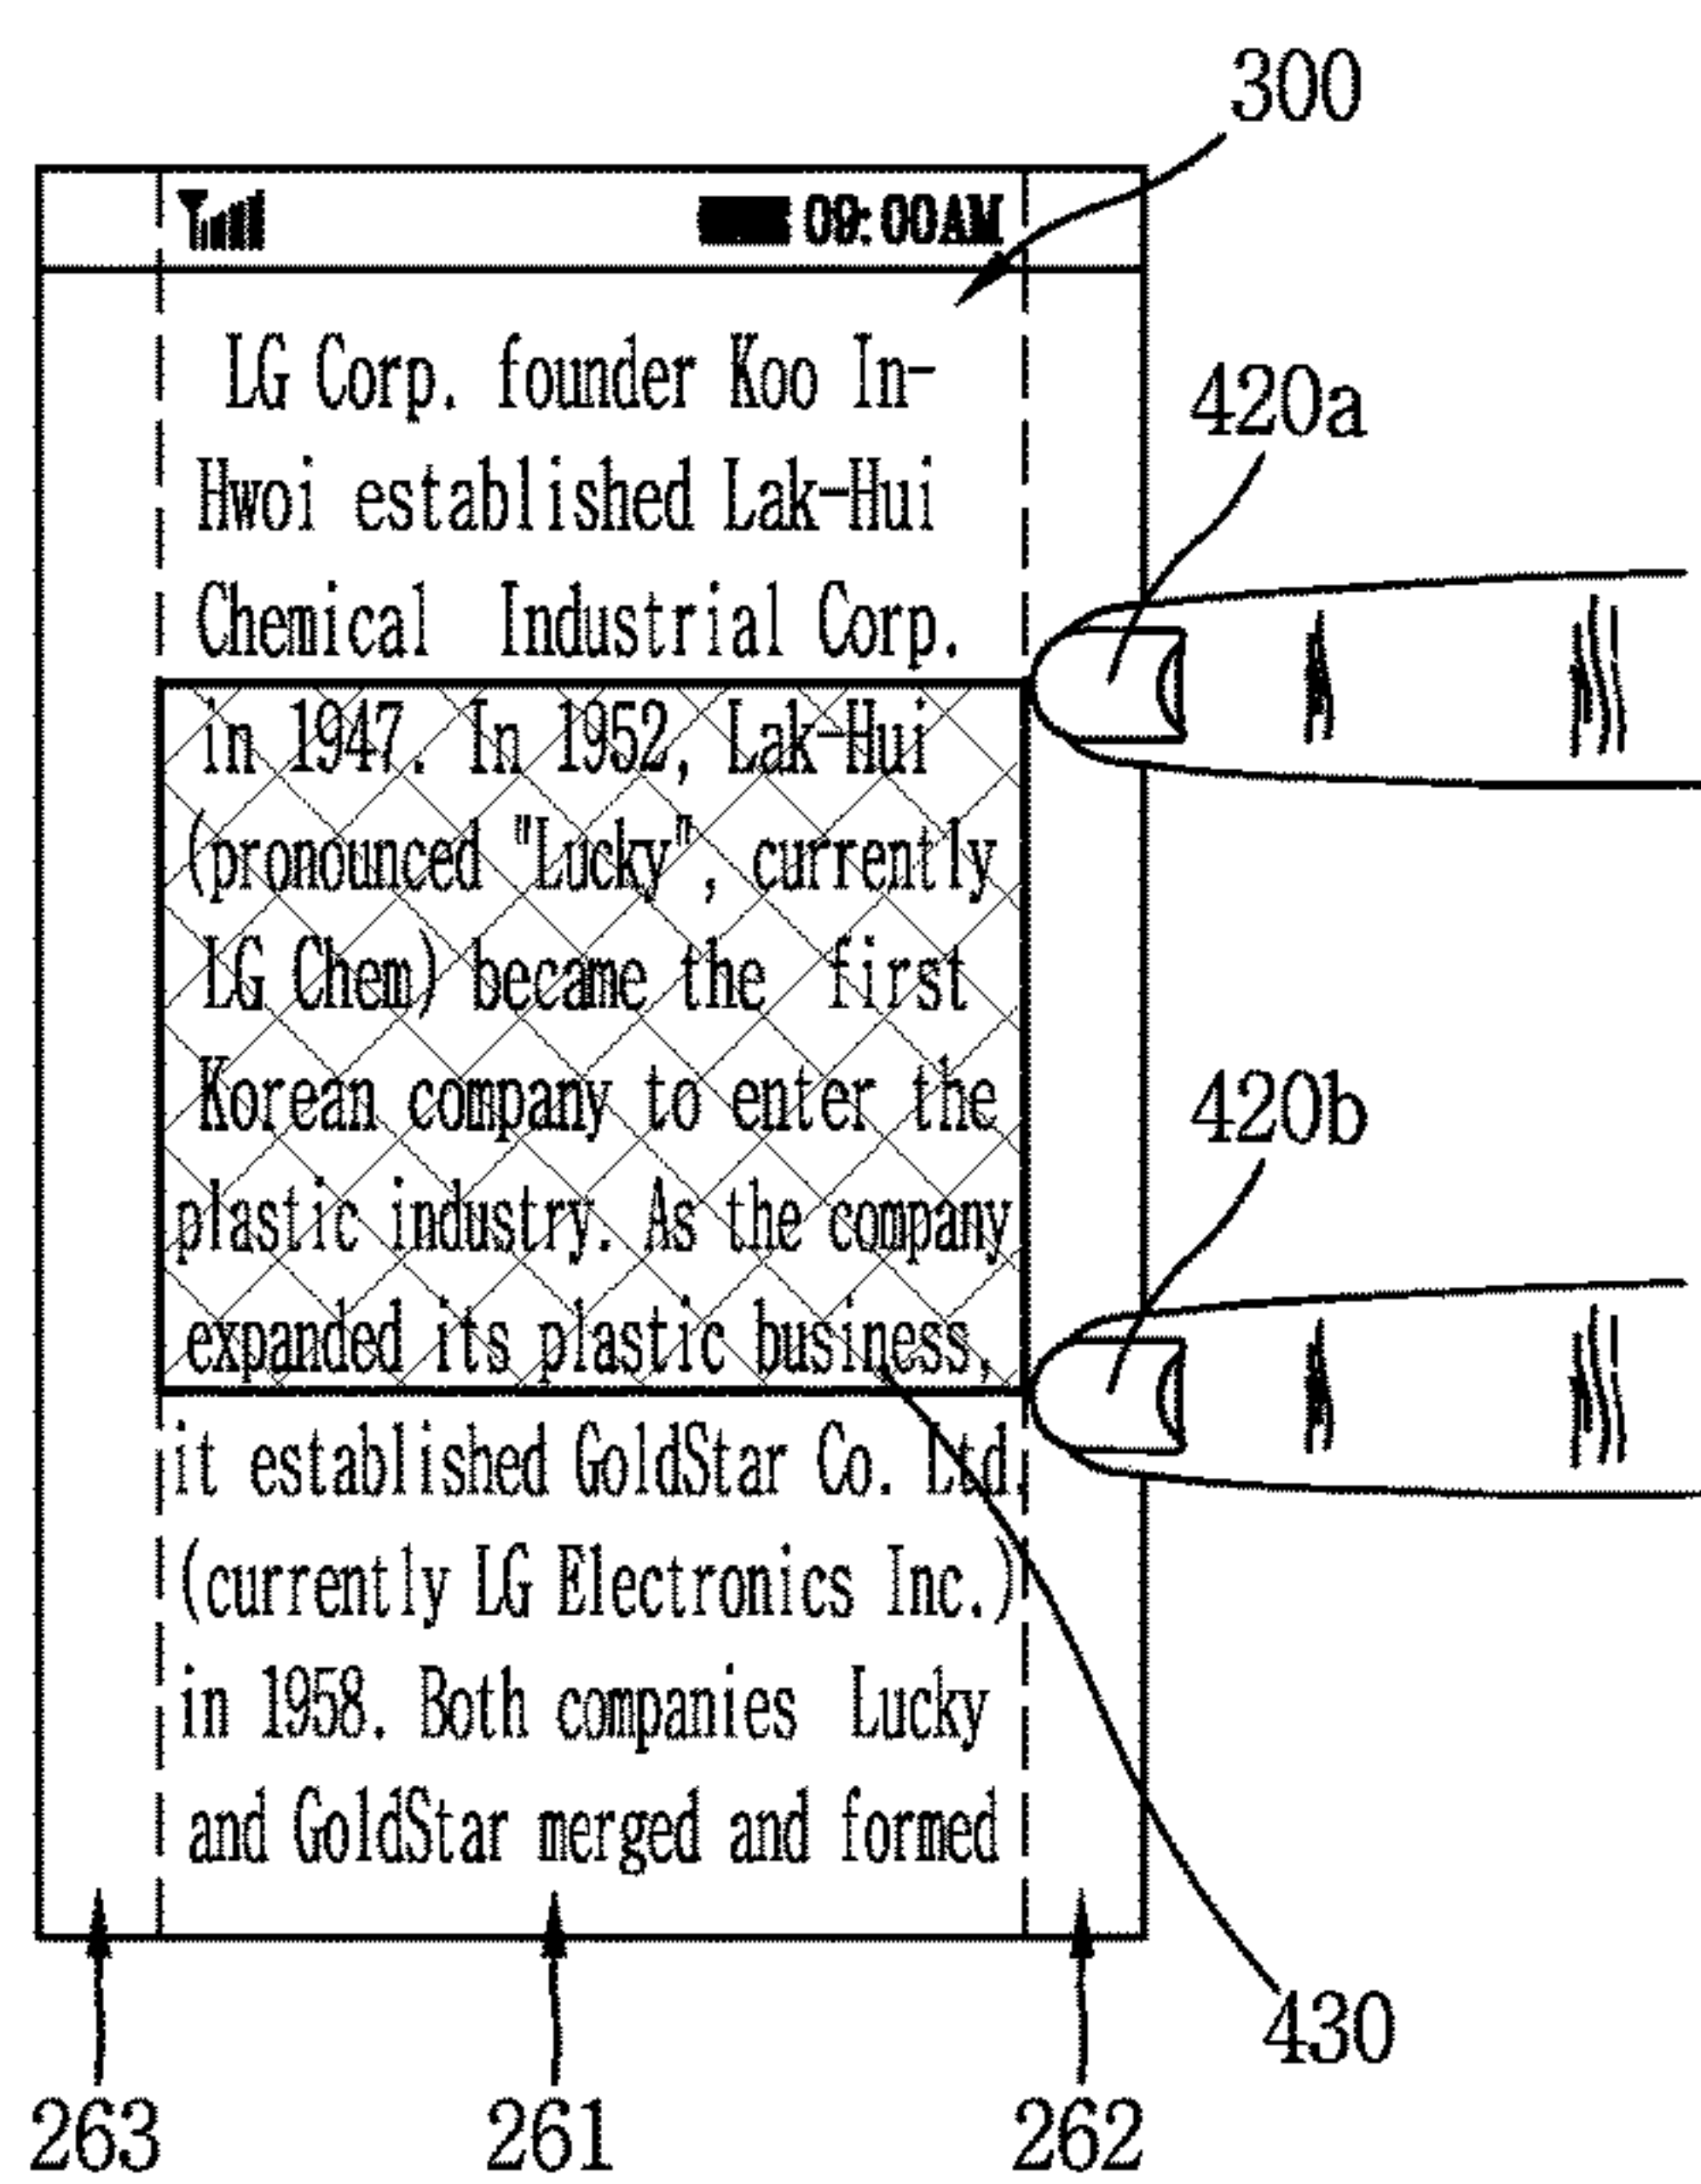 300
09:00AM
LG Corp. founder Koo In-
Hwoi established Lak-Hui
420a
Chemical Industrial Corp.
in 1947. In 1952, Lak-Hui
(pronounced "Lucky", currently
LG Chem) became the first
Korean company to enter the
420b
plastic industry. As the company
expanded its plastic business,
it established GoldStar Co. Ltd.
(currently LG Electronics Inc.)
in 1958. Both companies Lucky
and GoldStar merged and formed
430
263 261 262